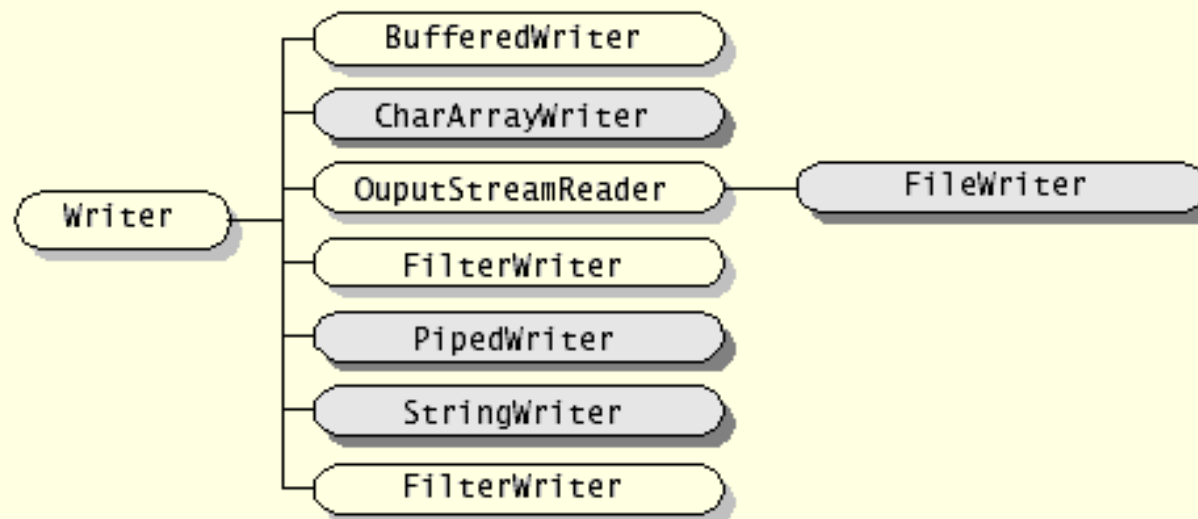 BufferedWriter
CharArrayWriter
OuputStreamReader
FileWriter
Writer
FilterWriter
PipedWriter
StringWriter
FilterWriter